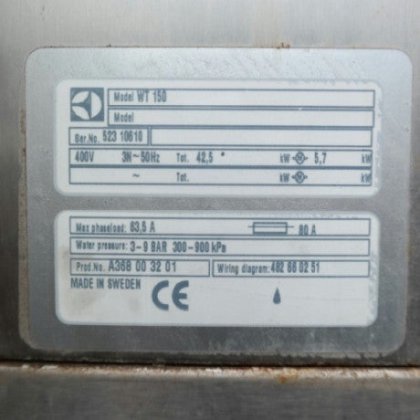 Model WT 150
Model
Ser.No. 523 10610
400V 3N~50Hz Tot. 42,5 * kW M 5,7 kW
~ Tot. kW M kW
Max phaseload: 63,5 A 80 A
Water pressure: 3-9 BAR 300-900 kPa
Prod.No. A368 00 32 01 Wiring diagram: 482 68 02 51
MADE IN SWEDEN CE